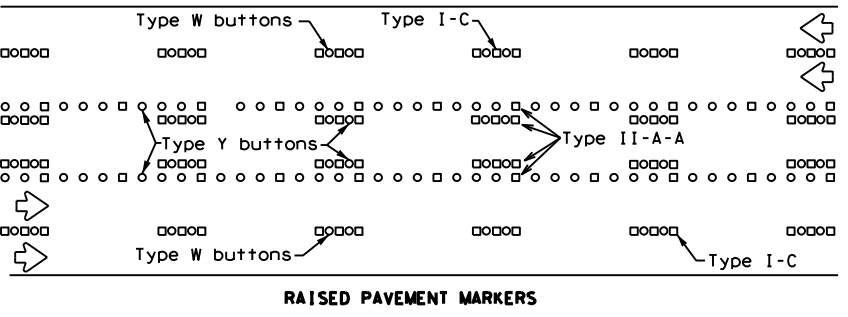 Type W buttons
Type I-C
Type Y buttons
Type II-A-A
Type W buttons
Type I-C
RAISED PAVEMENT MARKERS